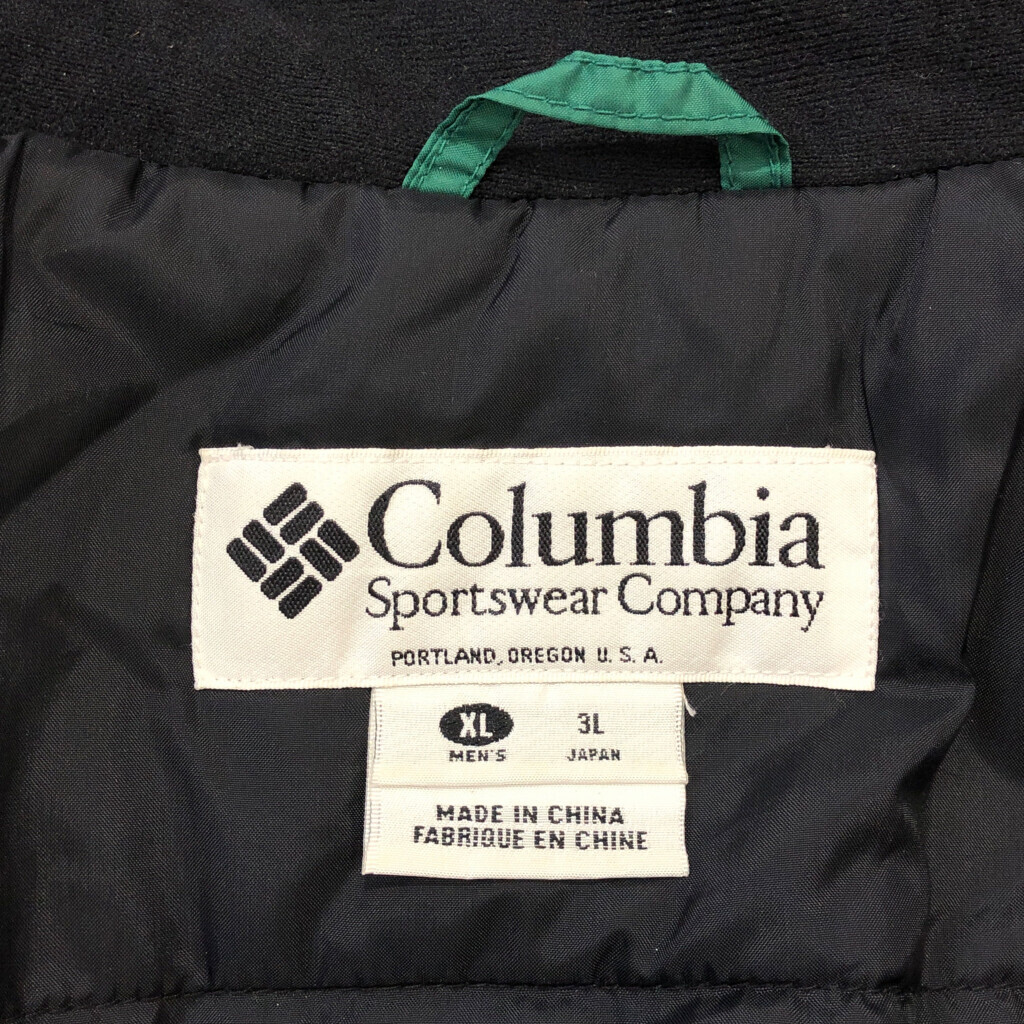 Columbia
Sportswear Company
PORTLAND, OREGON U. S. A.
XL 3L
MEN'S JAPAN
MADE IN CHINA
FABRIQUE EN CHINE